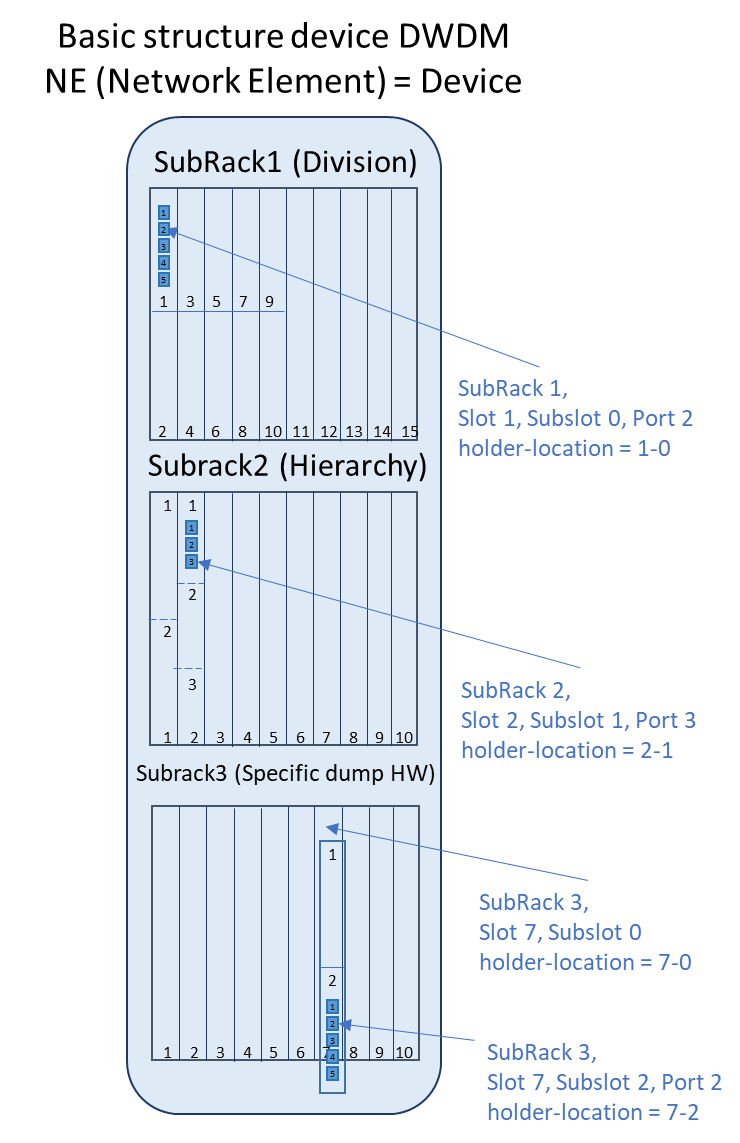 Basic structure device DWDM
NE (Network Element) = Device
SubRack1 (Division)
1
2
3
4
5
1 3 5 7 9
2 4 6 8 10 11 12 13 14 15
SubRack 1,
Slot 1, Subslot 0, Port 2
holder-location = 1-0
Subrack2 (Hierarchy)
1 1
1
2
3
2
2
3
1 2 3 4 5 6 7 8 9 10
SubRack 2,
Slot 2, Subslot 1, Port 3
holder-location = 2-1
Subrack3 (Specific dump HW)
1
2
1
2
3
4
5
1 2 3 4 5 6 7 8 9 10
SubRack 3,
Slot 7, Subslot 0
holder-location = 7-0
SubRack 3,
Slot 7, Subslot 2, Port 2
holder-location = 7-2